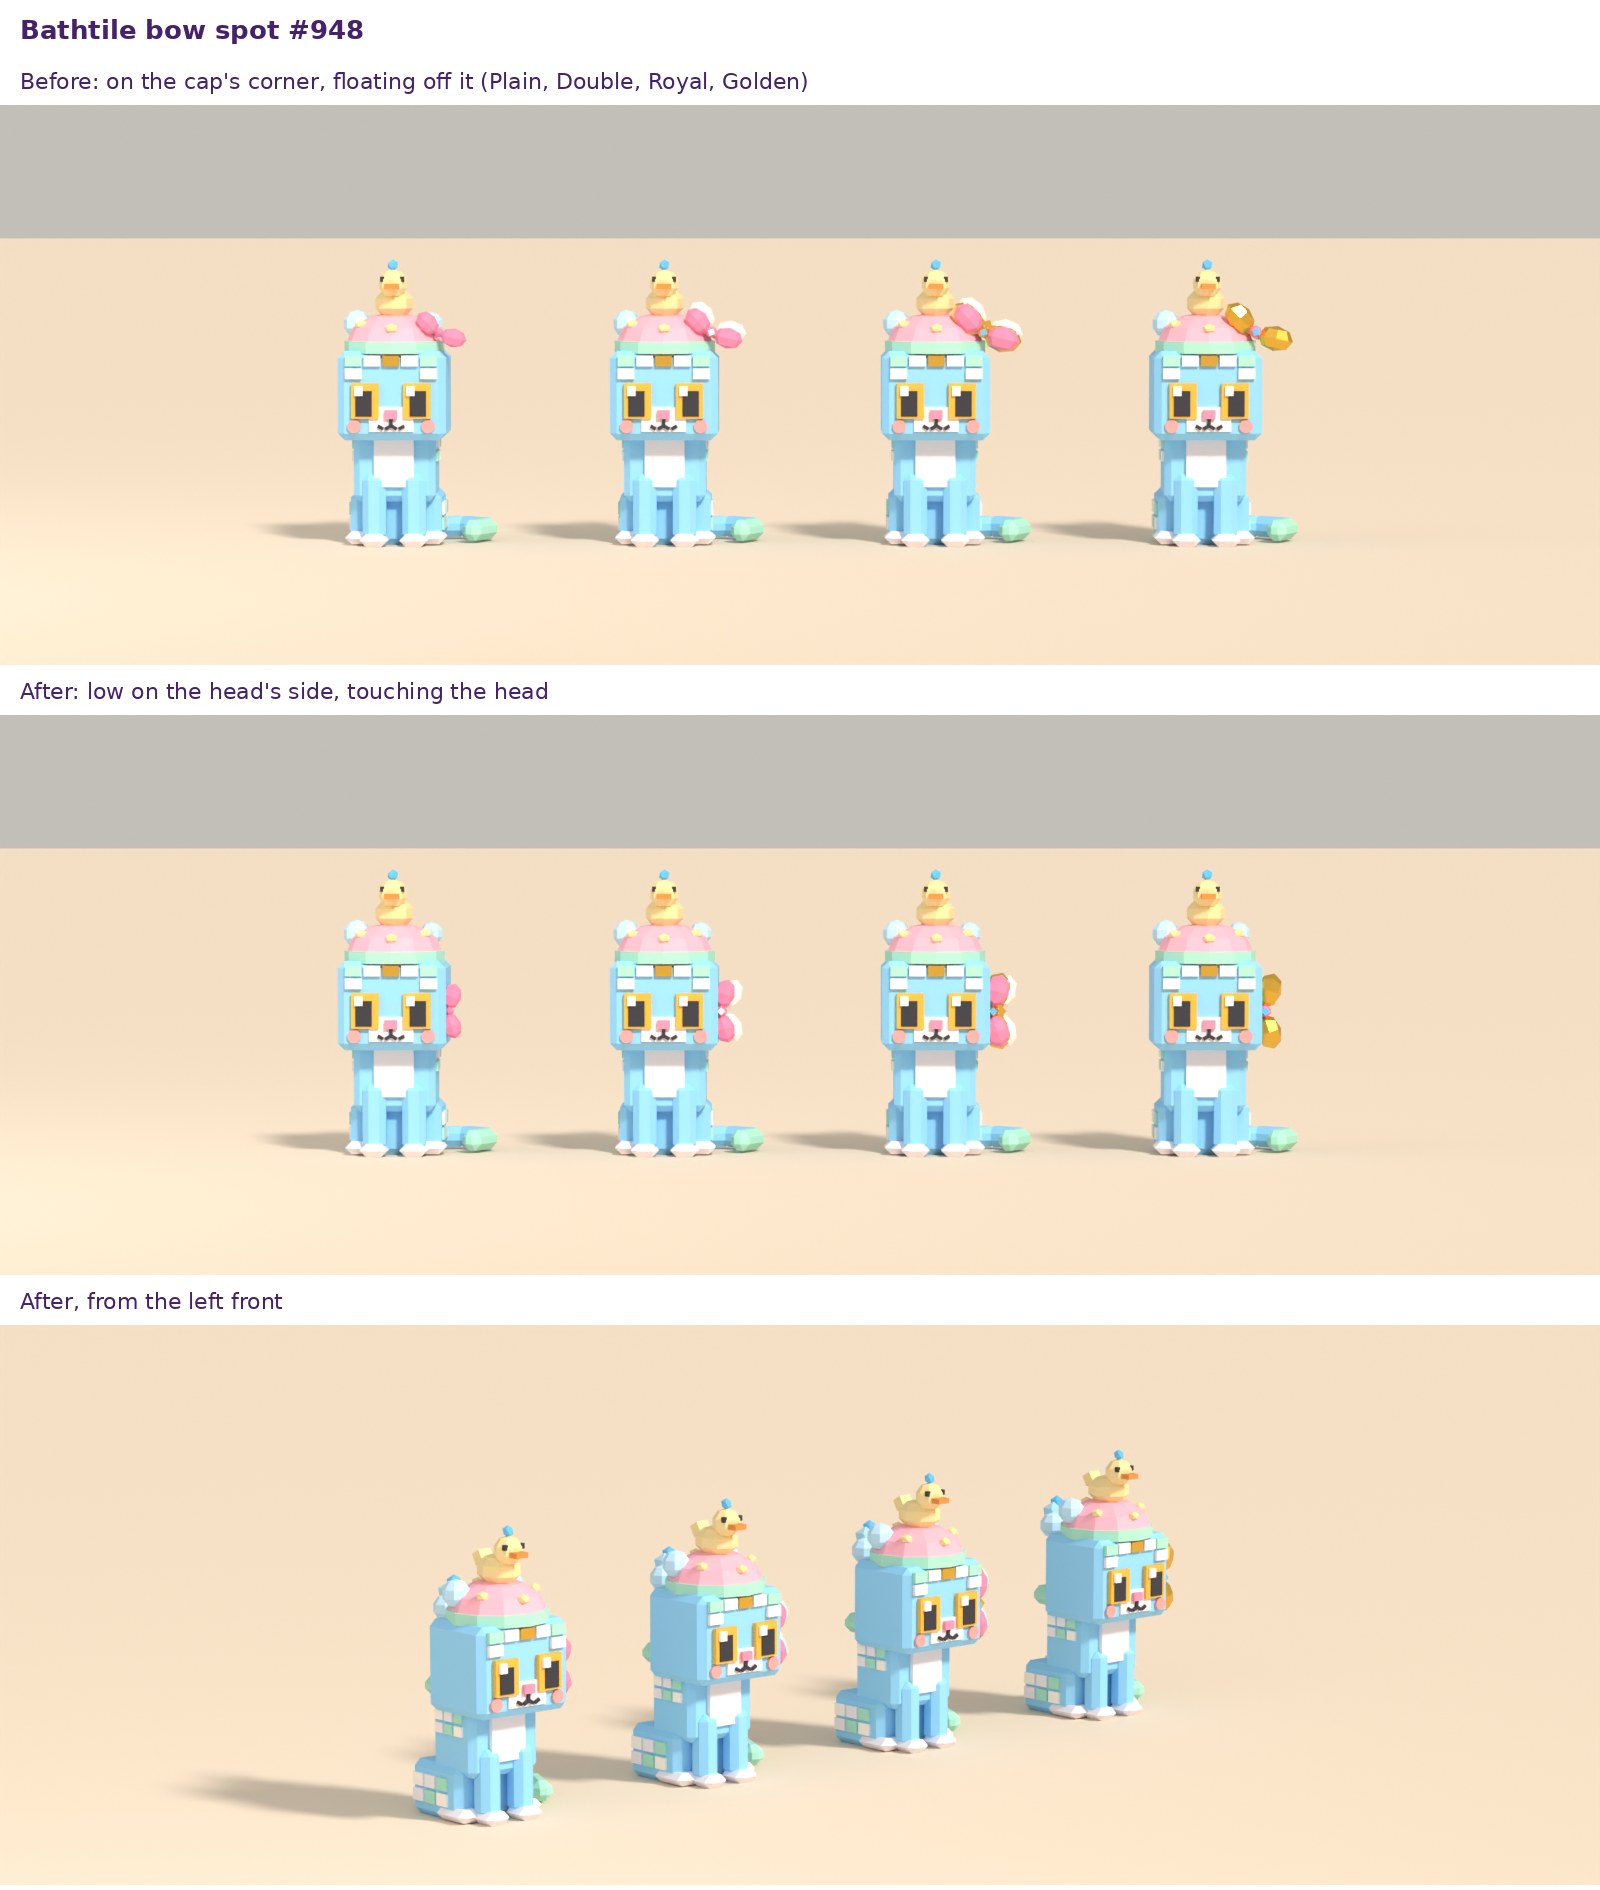 Bathtile bow spot #948
Before: on the cap's corner, floating off it (Plain, Double, Royal, Golden)
After: low on the head's side, touching the head
After, from the left front